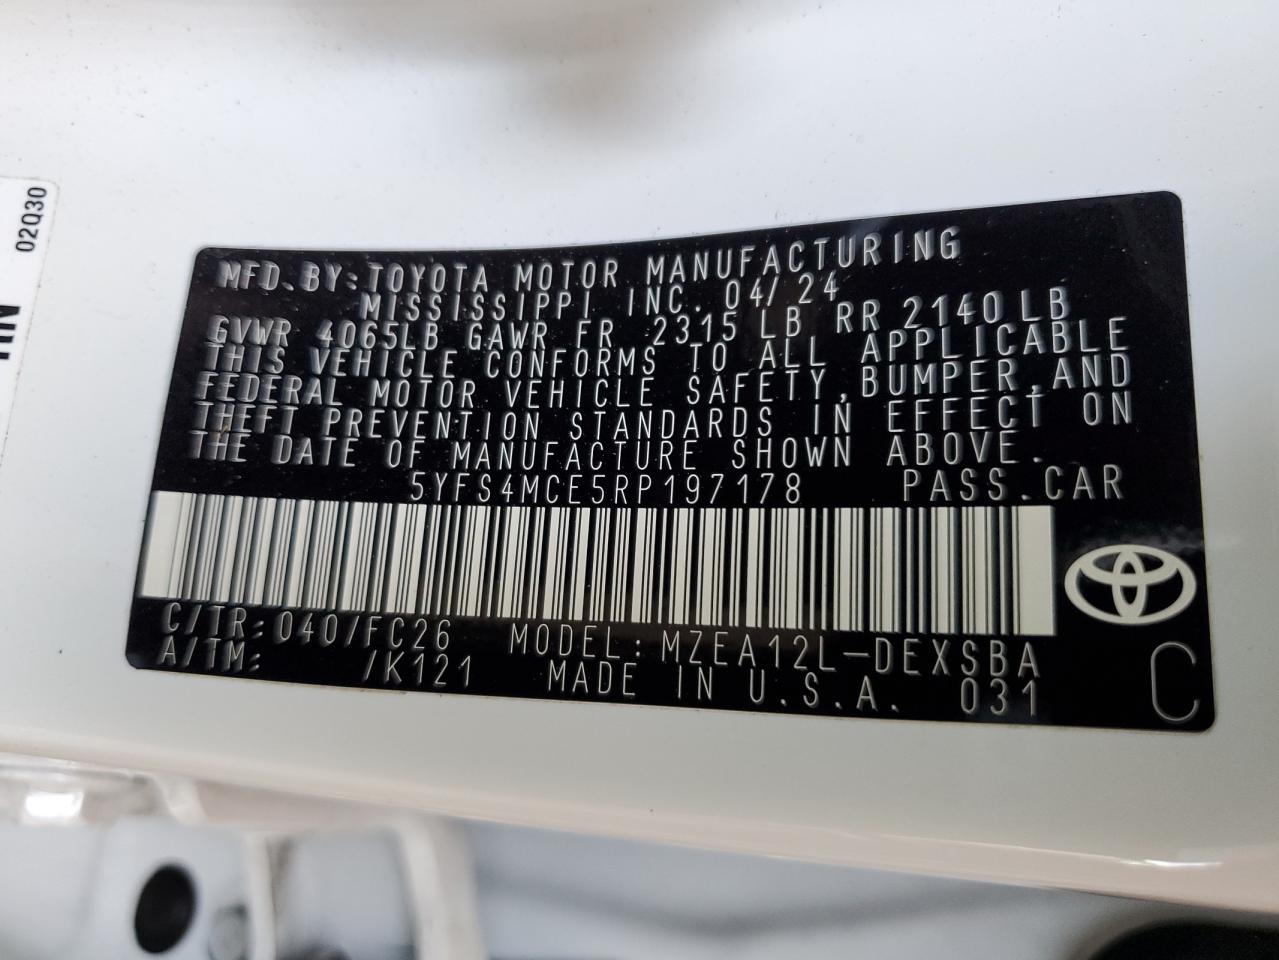 02Q30
MFD.BY:TOYOTA MOTOR MANUFACTURING
MISSISSIPPI INC. 04/24
GVWR 4065LB GAWR FR 2315 LB RR 2140 LB
THIS VEHICLE CONFORMS TO ALL APPLICABLE
FEDERAL MOTOR VEHICLE SAFETY,BUMPER,AND
THEFT PREVENTION STANDARDS IN EFFECT ON
THE DATE OF MANUFACTURE SHOWN ABOVE.
5YFS4MCE5RP197178 PASS.CAR
C/TR:040/FC26 MODEL:MZEA12L-DEXSBA
A/TM: /K121 MADE IN U.S.A. 031 C